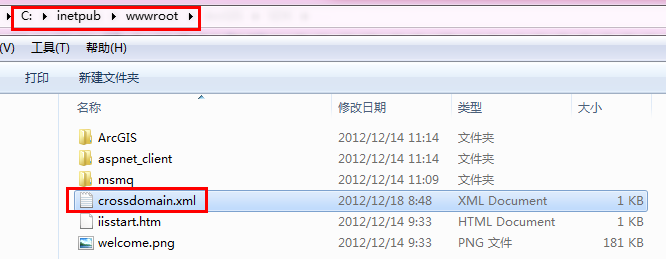 C: inetpub wwwroot
(V) 工具(T) 帮助(H)
打印 新建文件夹
名称 修改日期 类型 大小
ArcGIS 2012/12/14 11:14 文件夹
aspnet_client 2012/12/14 11:14 文件夹
msmq 2012/12/14 11:09 文件夹
crossdomain.xml 2012/12/18 8:48 XML Document 1 KB
iisstart.htm 2012/12/14 9:33 HTML Document 1 KB
welcome.png 2012/12/14 9:33 PNG 文件 181 KB